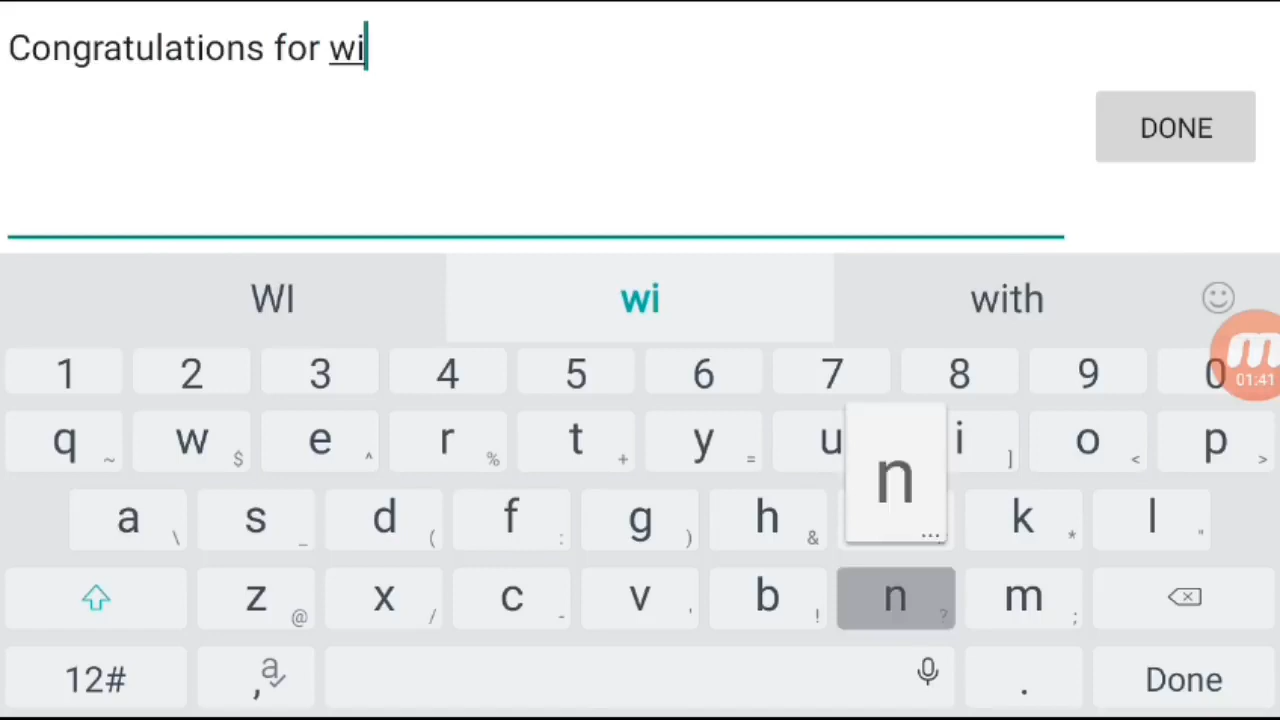 Congratulations for wi
DONE
WI wi with
1 2 3 4 5 6 7 8 9 0
01:41
q ~ w $ e ^ r % t + y = u i ] o < p >
n ...
a \ s _ d ( f : g ) h & k * l "
z @ x / c - v ' b ! n ? m ;
12# , a . Done